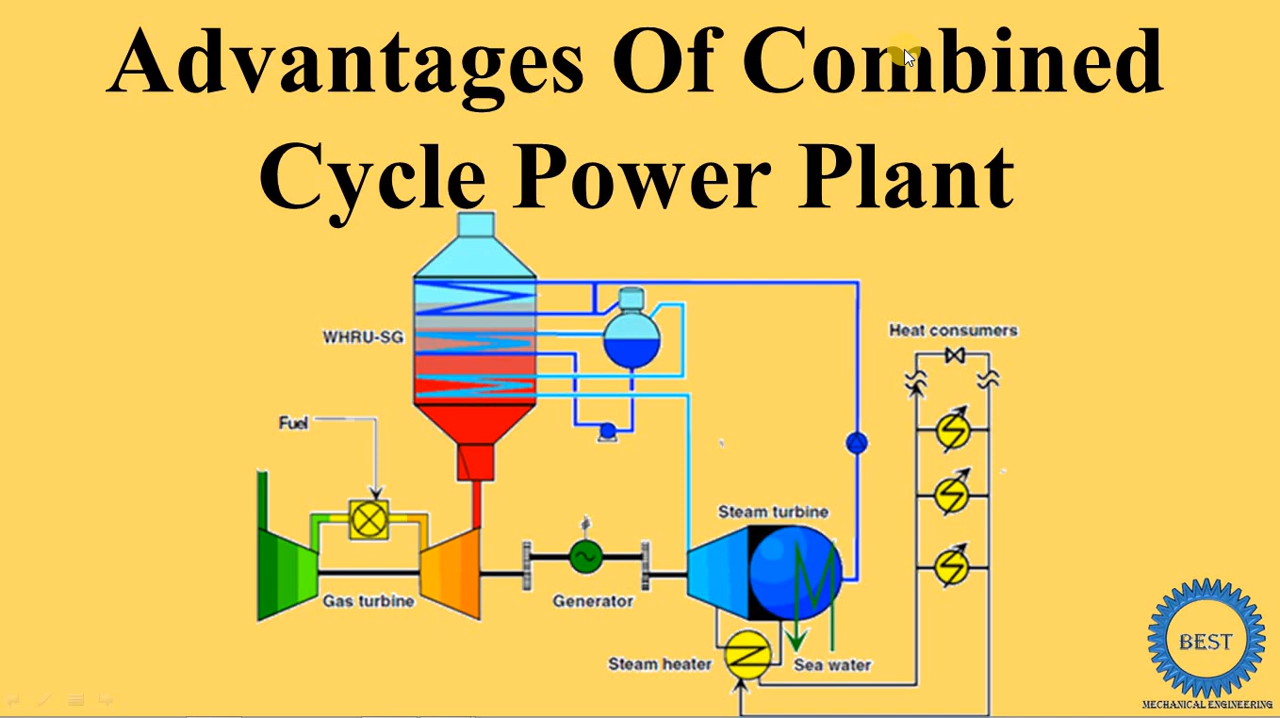 Advantages Of Combined
Cycle Power Plant
WHRU-SG
Heat consumers
Fuel
Steam turbine
Gas turbine
Generator
Steam heater
Sea water
BEST
MECHANICAL ENGINEERING